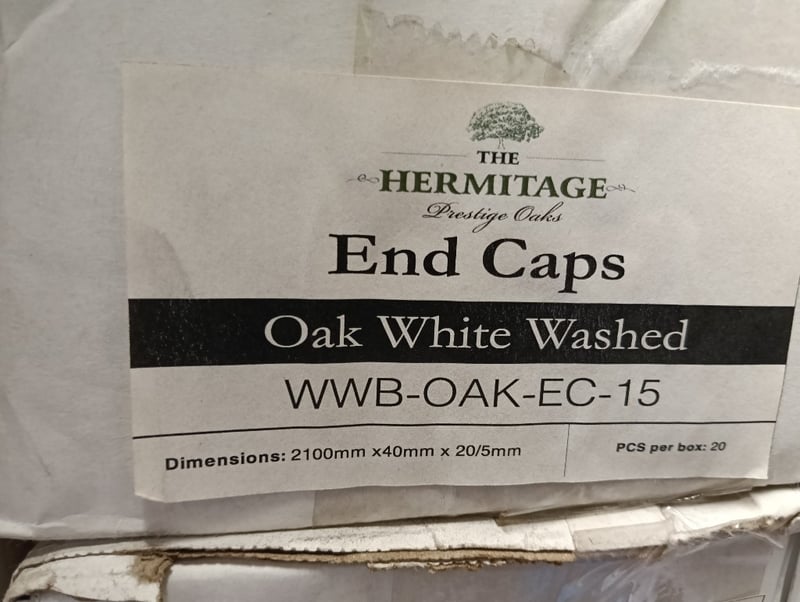 THE
HERMITAGE
Prestige Oaks
End Caps
Oak White Washed
WWB-OAK-EC-15
Dimensions: 2100mm x40mm x 20/5mm
PCS per box: 20